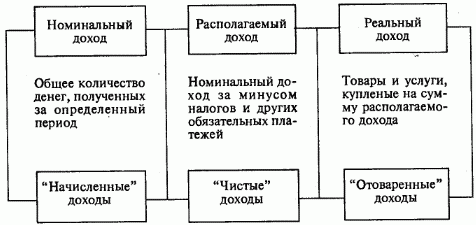 Номинальный
доход
Располагаемый
доход
Реальный
доход
Общее количество
денег, полученных
за определенный
период
Номинальный до-
ход за минусом
налогов и других
обязательных пла-
тежей
Товары и услуги,
купленые на сум-
му располагаемо-
го дохода
"Начисленные"
доходы
"Чистые"
доходы
"Отоваренные"
доходы